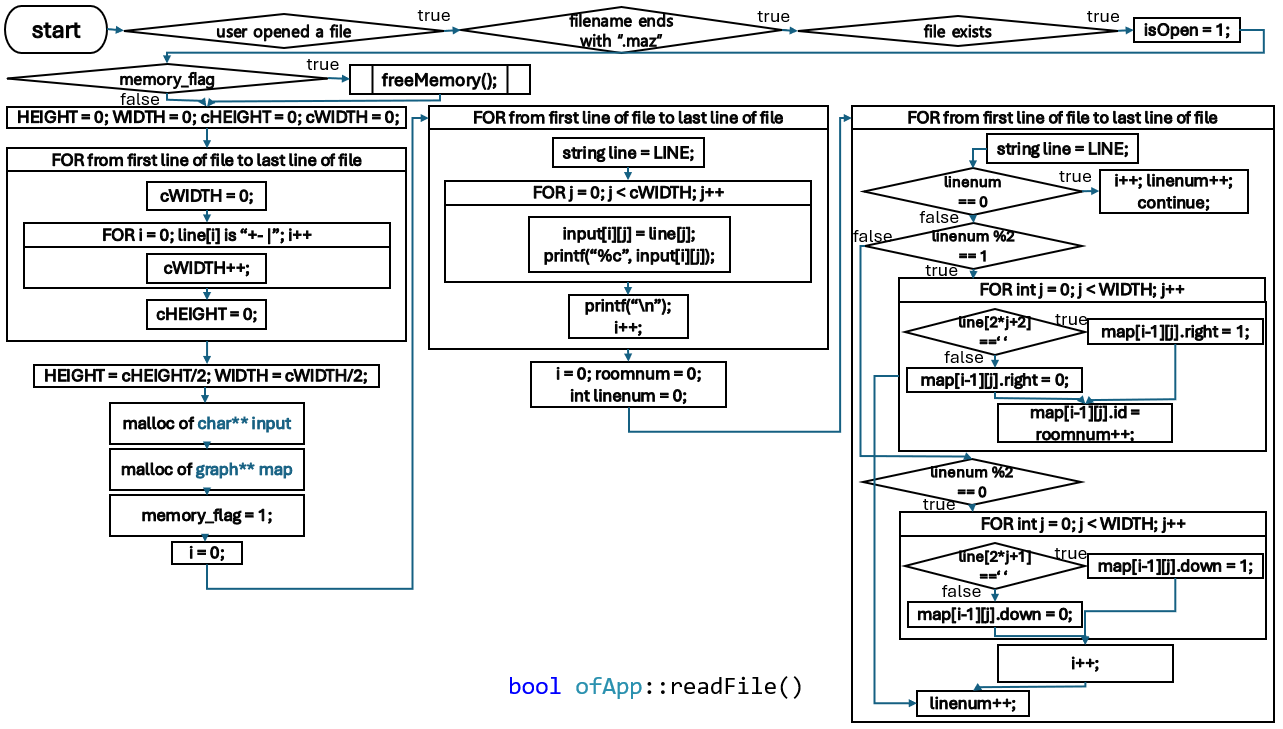 start
user opened a file
true
filename ends
with “.maz”
true
file exists
true
isOpen = 1;
memory_flag
true
freeMemory();
false
HEIGHT = 0; WIDTH = 0; cHEIGHT = 0; cWIDTH = 0;
FOR from first line of file to last line of file
cWIDTH = 0;
FOR i = 0; line[i] is “+- |”; i++
cWIDTH++;
cHEIGHT = 0;
HEIGHT = cHEIGHT/2; WIDTH = cWIDTH/2;
malloc of char** input
malloc of graph** map
memory_flag = 1;
i = 0;
FOR from first line of file to last line of file
string line = LINE;
FOR j = 0; j < cWIDTH; j++
input[i][j] = line[j];
printf(“%c”, input[i][j]);
printf(“\n”);
i++;
i = 0; roomnum = 0;
int linenum = 0;
FOR from first line of file to last line of file
string line = LINE;
linenum
== 0
true
i++; linenum++;
continue;
false
linenum %2
== 1
false
true
FOR int j = 0; j < WIDTH; j++
line[2*j+2]
==‘ ‘
true
map[i-1][j].right = 1;
false
map[i-1][j].right = 0;
map[i-1][j].id =
roomnum++;
linenum %2
== 0
true
FOR int j = 0; j < WIDTH; j++
line[2*j+1]
==‘ ‘
true
map[i-1][j].down = 1;
false
map[i-1][j].down = 0;
i++;
linenum++;
bool ofApp::readFile()